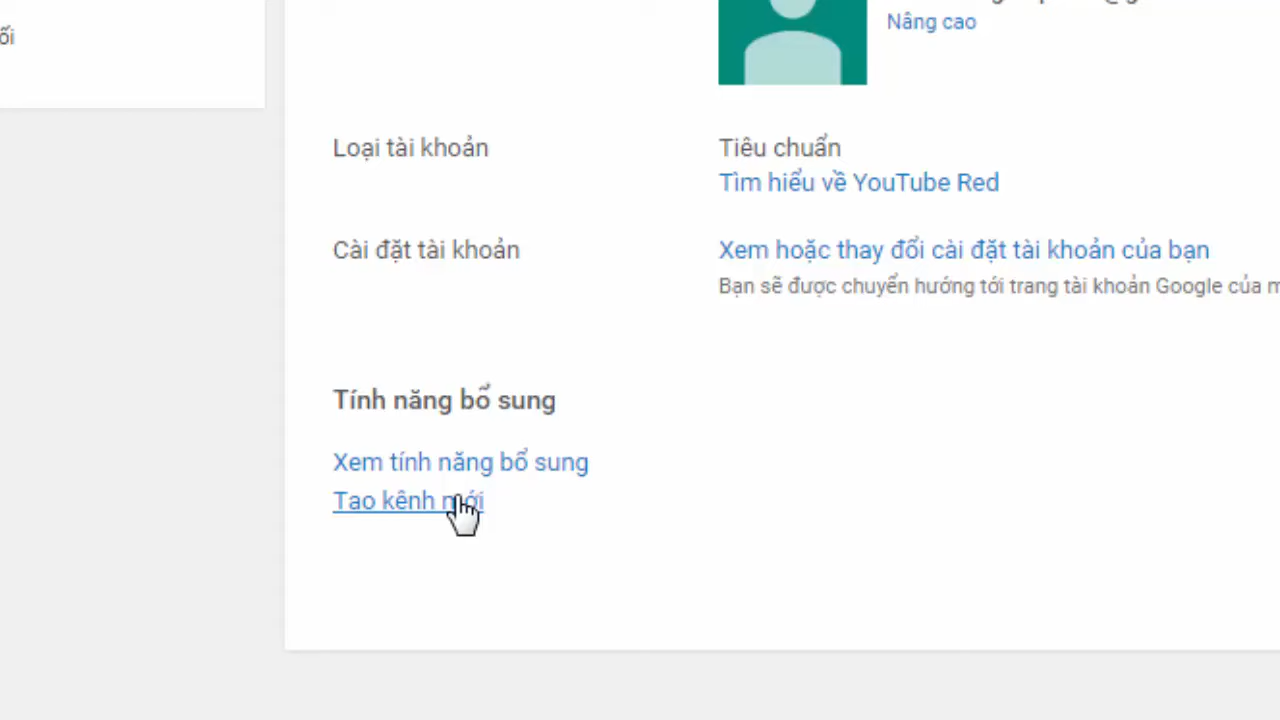 ối
Nâng cao
Loại tài khoản
Tiêu chuẩn
Tìm hiểu về YouTube Red
Cài đặt tài khoản
Xem hoặc thay đổi cài đặt tài khoản của bạn
Bạn sẽ được chuyển hướng tới trang tài khoản Google của m
Tính năng bổ sung
Xem tính năng bổ sung
Tạo kênh mới